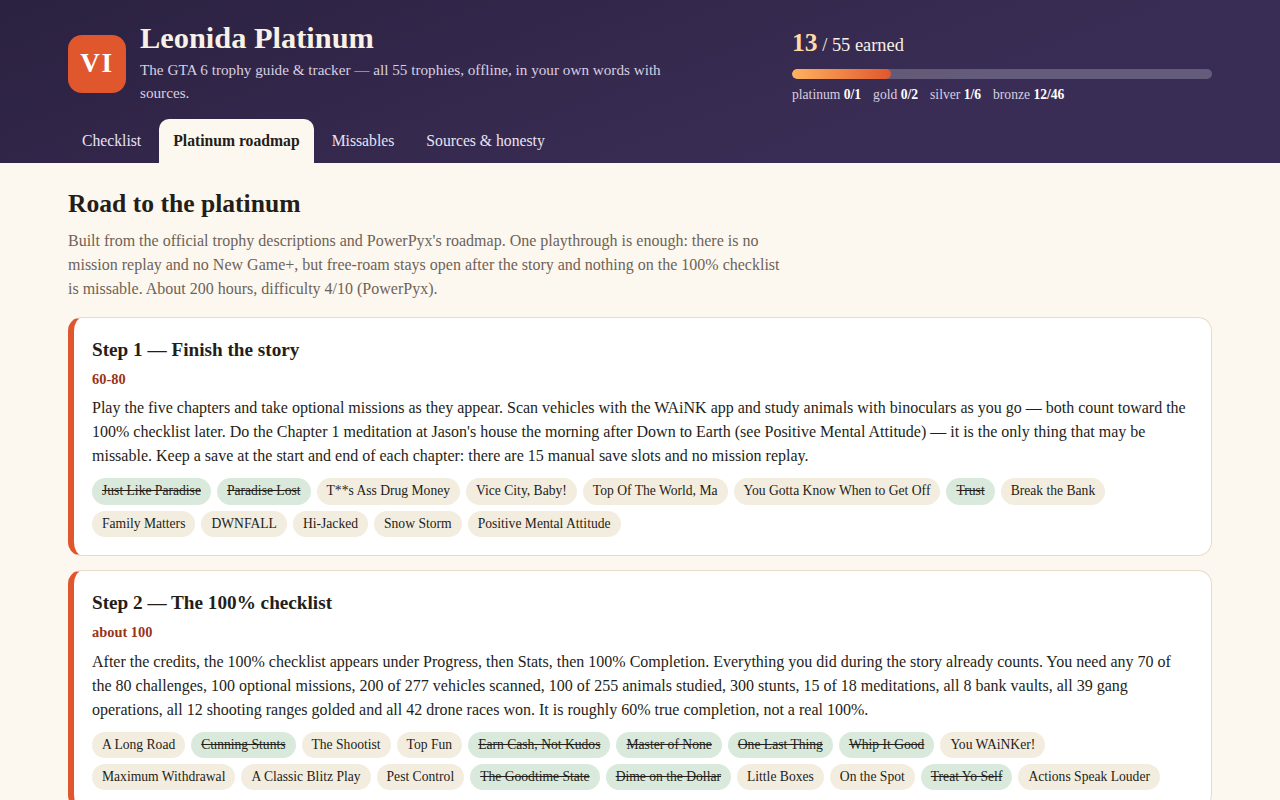 VI
Leonida Platinum
The GTA 6 trophy guide & tracker — all 55 trophies, offline, in your own words with
sources.
13 / 55 earned
platinum 0/1 gold 0/2 silver 1/6 bronze 12/46
Checklist Platinum roadmap Missables Sources & honesty
Road to the platinum
Built from the official trophy descriptions and PowerPyx's roadmap. One playthrough is enough: there is no
mission replay and no New Game+, but free-roam stays open after the story and nothing on the 100% checklist
is missable. About 200 hours, difficulty 4/10 (PowerPyx).
Step 1 — Finish the story
60-80
Play the five chapters and take optional missions as they appear. Scan vehicles with the WAiNK app and study animals with binoculars as you go — both count toward the
100% checklist later. Do the Chapter 1 meditation at Jason's house the morning after Down to Earth (see Positive Mental Attitude) — it is the only thing that may be
missable. Keep a save at the start and end of each chapter: there are 15 manual save slots and no mission replay.
Just Like Paradise Paradise Lost T**s Ass Drug Money Vice City, Baby! Top Of The World, Ma You Gotta Know When to Get Off Trust Break the Bank
Family Matters DWNFALL Hi-Jacked Snow Storm Positive Mental Attitude
Step 2 — The 100% checklist
about 100
After the credits, the 100% checklist appears under Progress, then Stats, then 100% Completion. Everything you did during the story already counts. You need any 70 of
the 80 challenges, 100 optional missions, 200 of 277 vehicles scanned, 100 of 255 animals studied, 300 stunts, 15 of 18 meditations, all 8 bank vaults, all 39 gang
operations, all 12 shooting ranges golded and all 42 drone races won. It is roughly 60% true completion, not a real 100%.
A Long Road Cunning Stunts The Shootist Top Fun Earn Cash, Not Kudos Master of None One Last Thing Whip It Good You WAiNKer!
Maximum Withdrawal A Classic Blitz Play Pest Control The Goodtime State Dime on the Dollar Little Boxes On the Spot Treat Yo Self Actions Speak Louder